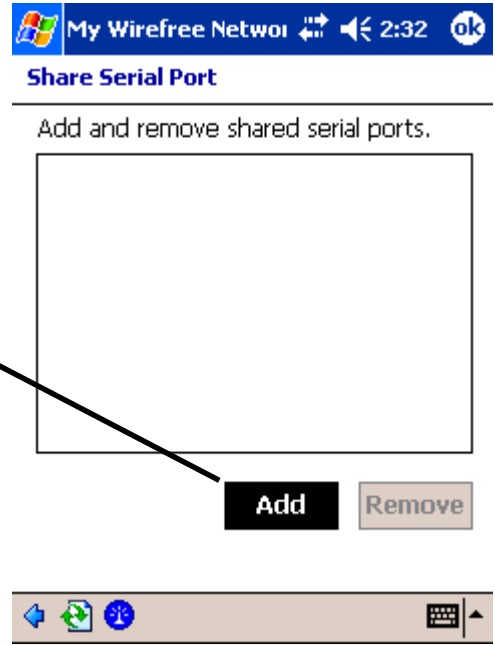 My Wirefree Networ 2:32 ok
Share Serial Port
Add and remove shared serial ports.
Add Remove